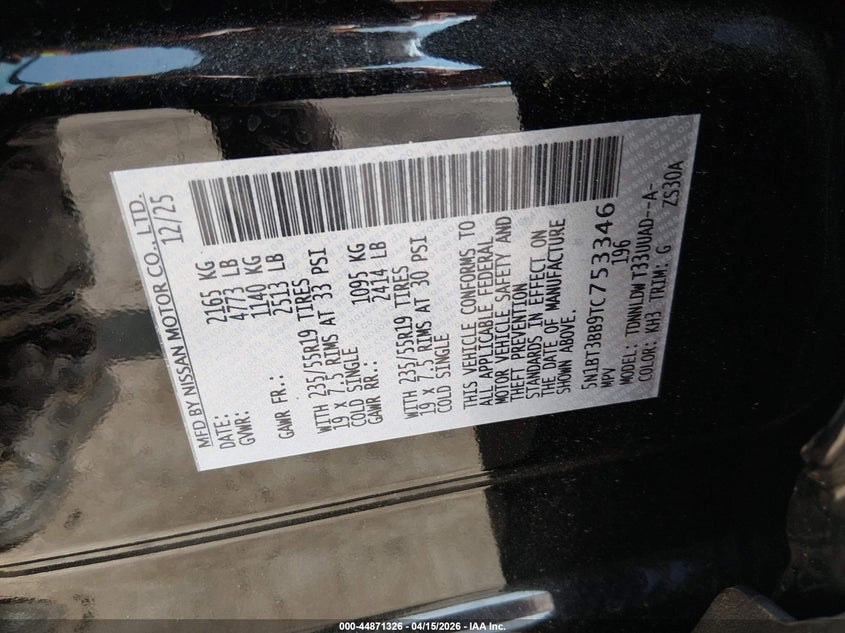 MFD BY NISSAN MOTOR CO., LTD.
DATE: 12/25
GVWR: 2165 KG
4773 LB
GAWR FR.: 1140 KG
2513 LB
WITH 235/55R19 TIRES
19 X 7.5 RIMS AT 33 PSI
COLD SINGLE
GAWR RR.: 1095 KG
2414 LB
WITH 235/55R19 TIRES
19 X 7.5 RIMS AT 30 PSI
COLD SINGLE
THIS VEHICLE CONFORMS TO
ALL APPLICABLE FEDERAL
MOTOR VEHICLE SAFETY AND
THEFT PREVENTION
STANDARDS IN EFFECT ON
THE DATE OF MANUFACTURE
SHOWN ABOVE.
5N1BT3BB9TC753346
MPV 196
MODEL: TDWNLDW T33UUAD--A-
COLOR: KH3 TRIM: G ZS30A
000-44871326 - 04/15/2026 - IAA Inc.